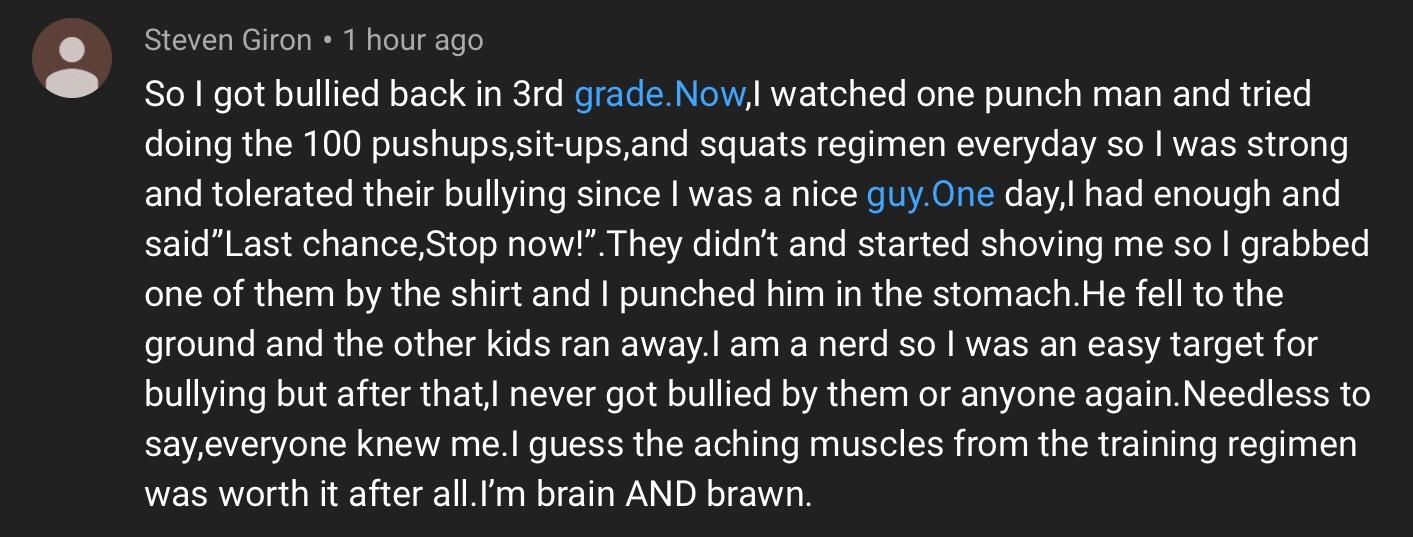 Steven Giron • 1 hour ago
So I got bullied back in 3rd grade.Now,I watched one punch man and tried
doing the 100 pushups,sit-ups,and squats regimen everyday so I was strong
and tolerated their bullying since I was a nice guy.One day,I had enough and
said”Last chance,Stop now!”.They didn’t and started shoving me so I grabbed
one of them by the shirt and I punched him in the stomach.He fell to the
ground and the other kids ran away.I am a nerd so I was an easy target for
bullying but after that,I never got bullied by them or anyone again.Needless to
say,everyone knew me.I guess the aching muscles from the training regimen
was worth it after all.I’m brain AND brawn.